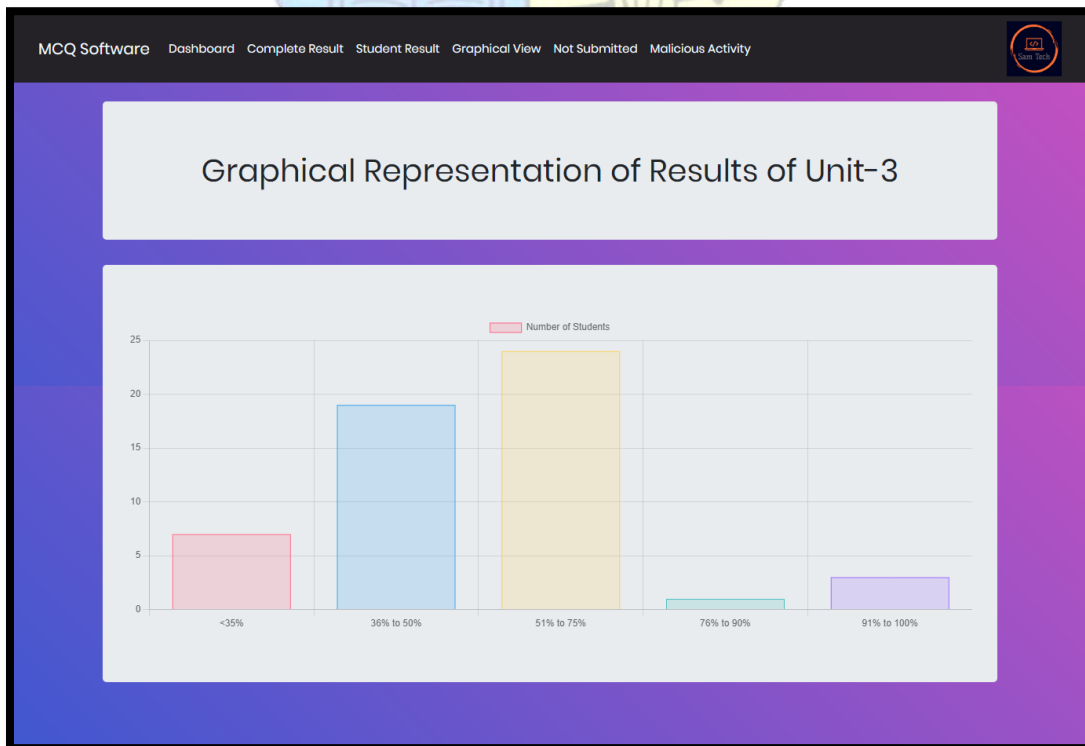 MCQ Software Dashboard Complete Result Student Result Graphical View Not Submitted Malicious Activity
</>
Sam Tech
Graphical Representation of Results of Unit-3
Number of Students
25
20
15
10
5
0
<35% 36% to 50% 51% to 75% 76% to 90% 91% to 100%